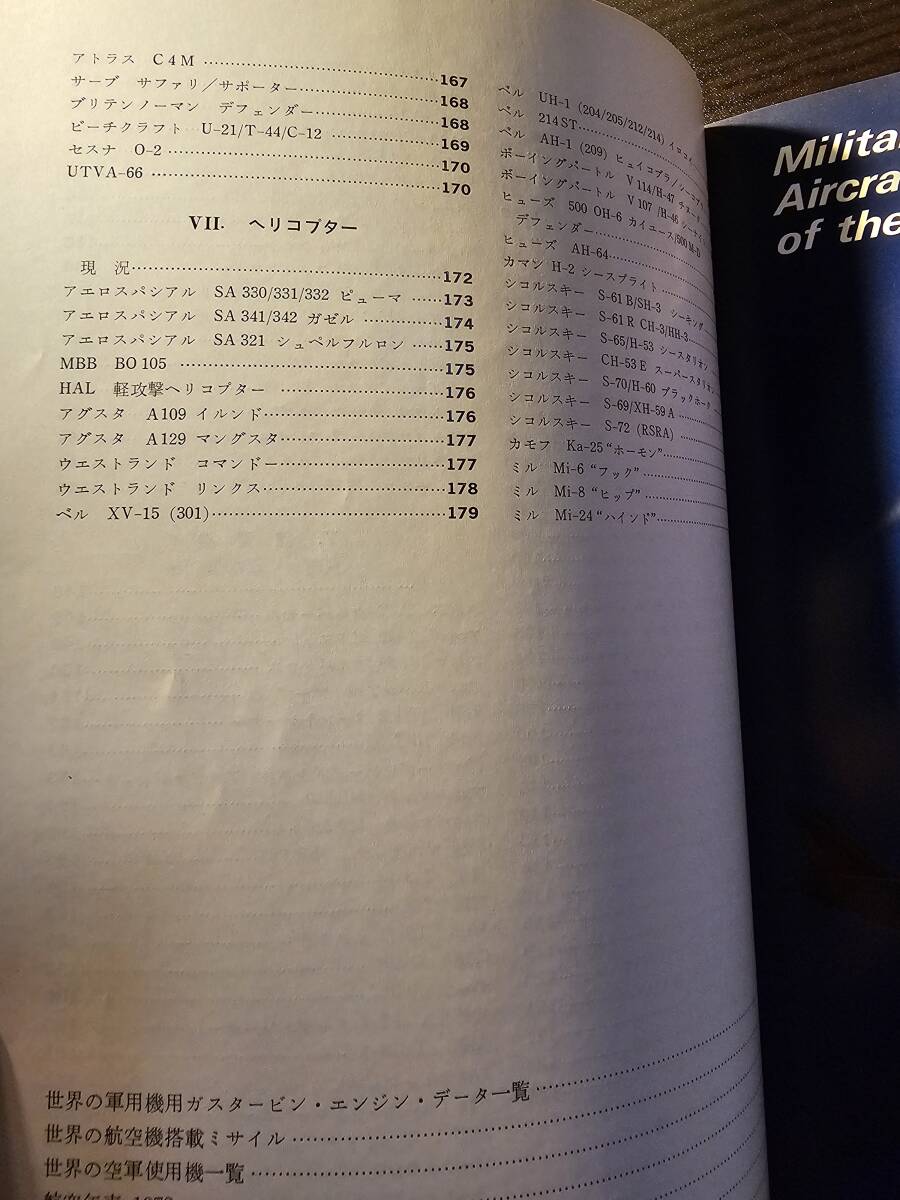 アトラス C4M 167
サーブ サファリ/サポーター 168
ブリテンノーマン デフェンダー 168
ビーチクラフト U-21/T-44/C-12 169
セスナ O-2 170
UTVA-66 170
VII. ヘリコプター
現況 172
アエロスパシアル SA 330/331/332 ピューマ 173
アエロスパシアル SA 341/342 ガゼル 174
アエロスパシアル SA 321 シュペルフルロン 175
MBB BO 105 175
HAL 軽攻撃ヘリコプター 176
アグスタ A109 イルンド 176
アグスタ A129 マングスタ 177
ウエストランド コマンドー 177
ウエストランド リンクス 178
ベル XV-15 (301) 179
ベル UH-1 (204/205/212/214) イロコイ
ベル 214ST
ベル AH-1 (209) ヒュイコブラ/シーコブラ
ボーイングバートル V 114/H-47 チヌーク
ボーイングバートル V 107/H-46 シーナイト
ヒューズ 500 OH-6 カイユース/500 M-D
デフェンダー
ヒューズ AH-64
カマン H-2 シースプライト
シコルスキー S-61 B/SH-3 シーキング
シコルスキー S-61 R CH-3/HH-3
シコルスキー S-65/H-53 シースタリオン
シコルスキー CH-53 E スーパースタリオン
シコルスキー S-70/H-60 ブラックホーク
シコルスキー S-69/XH-59 A
シコルスキー S-72 (RSRA)
カモフ Ka-25 “ホーモン”
ミル Mi-6 “フック”
ミル Mi-8 “ヒップ”
ミル Mi-24 “ハインド”
世界の軍用機用ガスタービン・エンジン・データ一覧
世界の航空機搭載ミサイル
世界の空軍使用機一覧
Milita
Aircra
of the